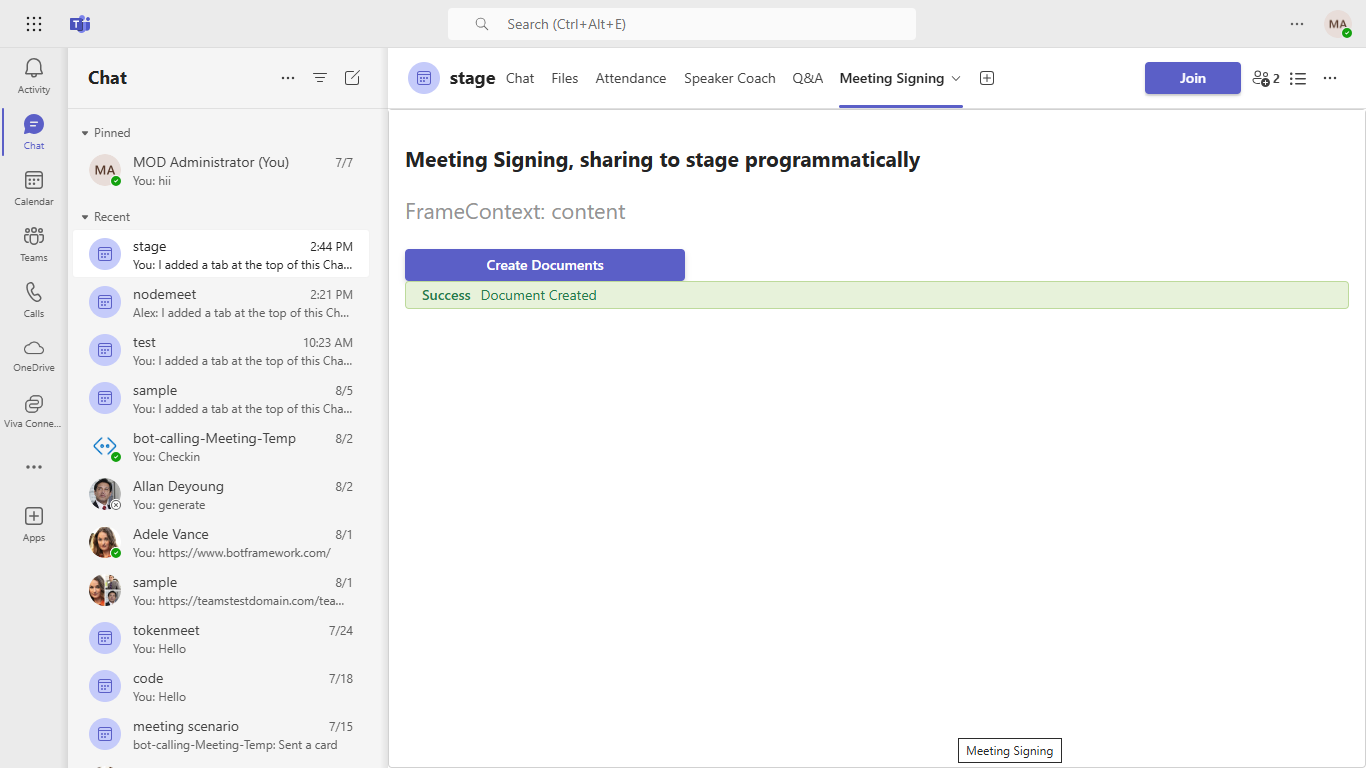 Search (Ctrl+Alt+E)
MA
Activity
Chat
Calendar
Teams
Calls
OneDrive
Viva Conne...
Apps
Chat
Pinned
MA
MOD Administrator (You) 7/7
You: hii
Recent
stage 2:44 PM
You: I added a tab at the top of this Cha...
nodemeet 2:21 PM
Alex: I added a tab at the top of this Ch...
test 10:23 AM
You: I added a tab at the top of this Cha...
sample 8/5
You: I added a tab at the top of this Cha...
bot-calling-Meeting-Temp 8/2
You: Checkin
Allan Deyoung 8/2
You: generate
Adele Vance 8/1
You: https://www.botframework.com/
sample 8/1
You: https://teamstestdomain.com/tea...
tokenmeet 7/24
You: Hello
code 7/18
You: Hello
meeting scenario 7/15
bot-calling-Meeting-Temp: Sent a card
stage Chat Files Attendance Speaker Coach Q&A Meeting Signing Join 2
Meeting Signing, sharing to stage programmatically
FrameContext: content
Create Documents
Success Document Created
Meeting Signing